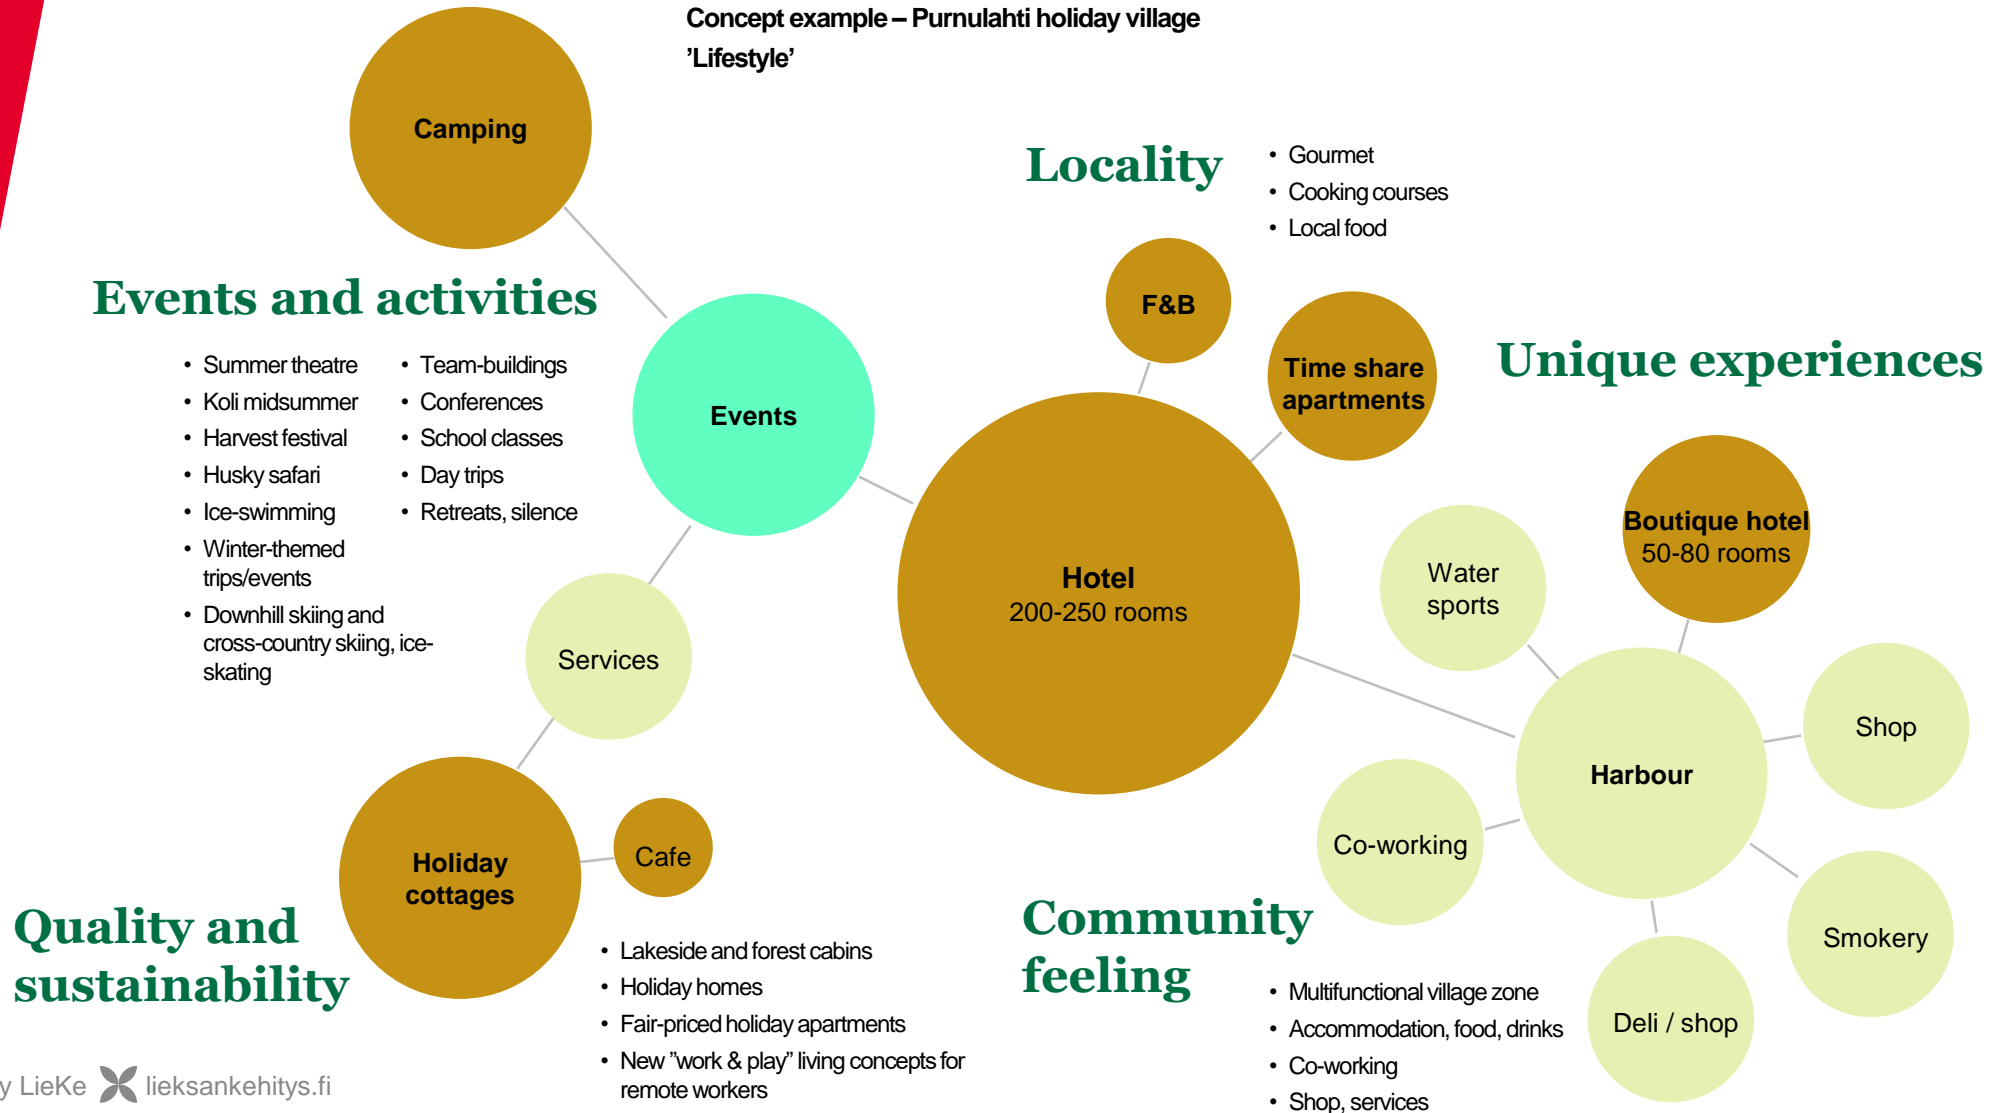 Concept example – Purnulahti holiday village
’Lifestyle’
Camping
Locality
• Gourmet
• Cooking courses
• Local food
Events and activities
• Summer theatre
• Koli midsummer
• Harvest festival
• Husky safari
• Ice-swimming
• Winter-themed
trips/events
• Downhill skiing and
cross-country skiing, ice-
skating
• Team-buildings
• Conferences
• School classes
• Day trips
• Retreats, silence
Events
F&B
Time share
apartments
Unique experiences
Hotel
200-250 rooms
Boutique hotel
50-80 rooms
Water
sports
Services
Shop
Harbour
Co-working
Holiday
cottages
Cafe
Smokery
Deli / shop
Quality and
sustainability
• Lakeside and forest cabins
• Holiday homes
• Fair-priced holiday apartments
• New ”work & play” living concepts for
remote workers
Community
feeling
• Multifunctional village zone
• Accommodation, food, drinks
• Co-working
• Shop, services
y LieKe lieksankehitys.fi